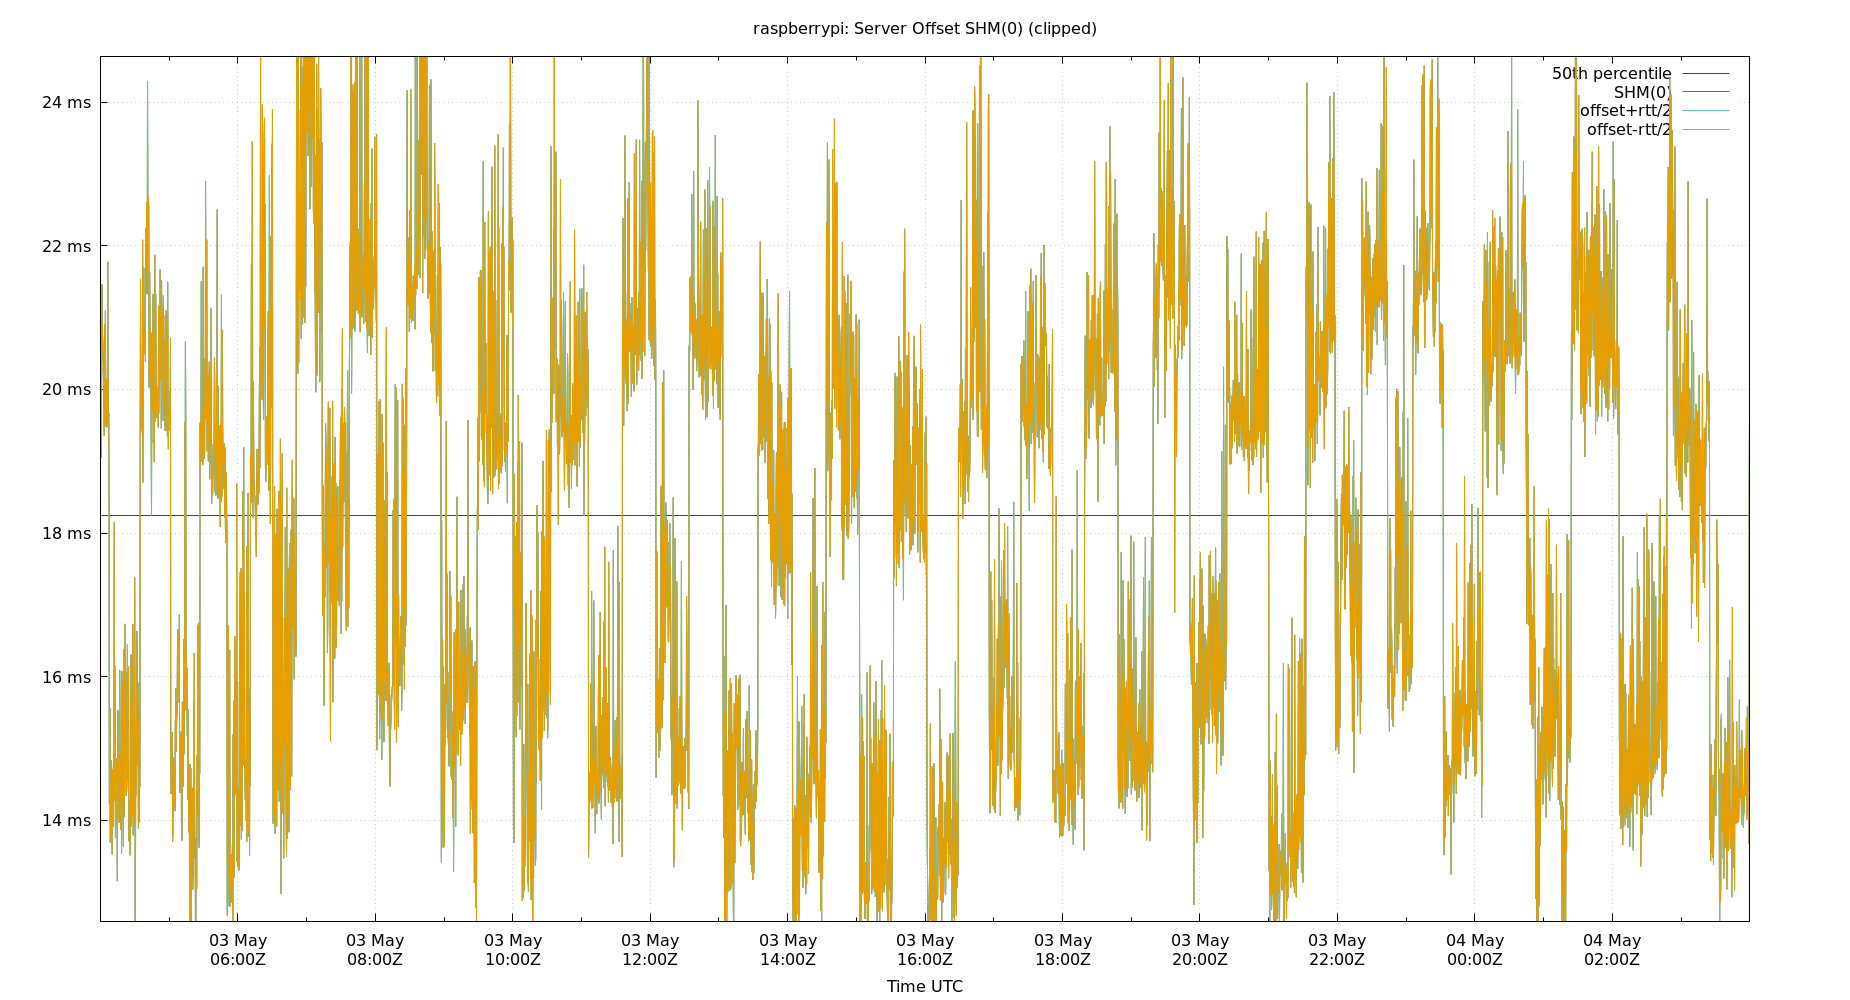 raspberrypi: Server Offset SHM(0) (clipped)
50th percentile
SHM(0)
offset+rtt/2
offset-rtt/2
24 ms
22 ms
20 ms
18 ms
16 ms
14 ms
03 May 03 May 03 May 03 May 03 May 03 May 03 May 03 May 03 May 04 May 04 May
06:00Z 08:00Z 10:00Z 12:00Z 14:00Z 16:00Z 18:00Z 20:00Z 22:00Z 00:00Z 02:00Z
Time UTC